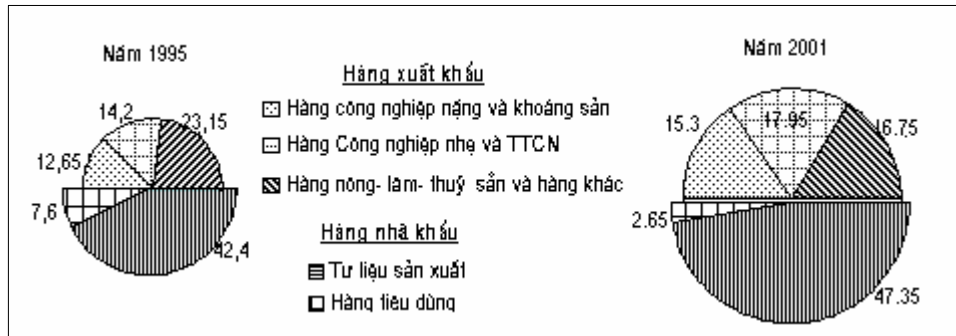 Năm 1995
14,2
23,15
12,65
7,6
42,4
Hàng xuất khẩu
Hàng công nghiệp nặng và khoáng sản
Hàng Công nghiệp nhẹ và TTCN
Hàng nông- lâm- thuỷ sản và hàng khác
Hàng nhâ khẩu
Tư liệu sản xuất
Hàng tiêu dùng
Năm 2001
15.3
17.95
16.75
2.65
47.35